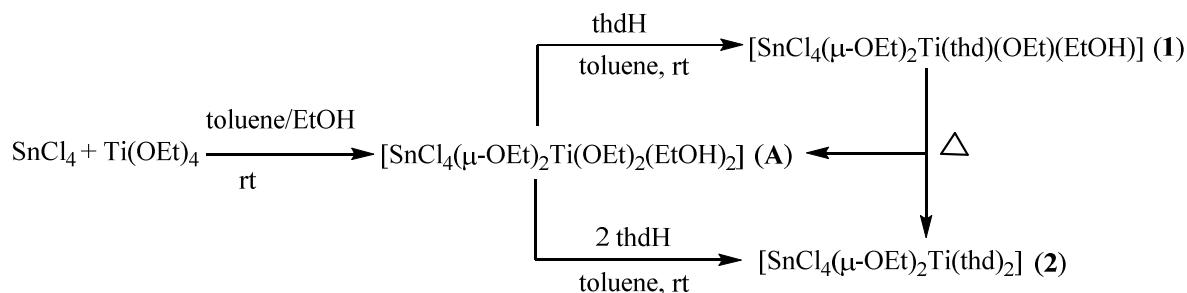 thdH
toluene, rt
[SnCl₄(μ-OEt)₂Ti(thd)(OEt)(EtOH)] (1)
toluene/EtOH
SnCl₄ + Ti(OEt)₄
rt
[SnCl₄(μ-OEt)₂Ti(OEt)₂(EtOH)₂] (A)
△
2 thdH
toluene, rt
[SnCl₄(μ-OEt)₂Ti(thd)₂] (2)